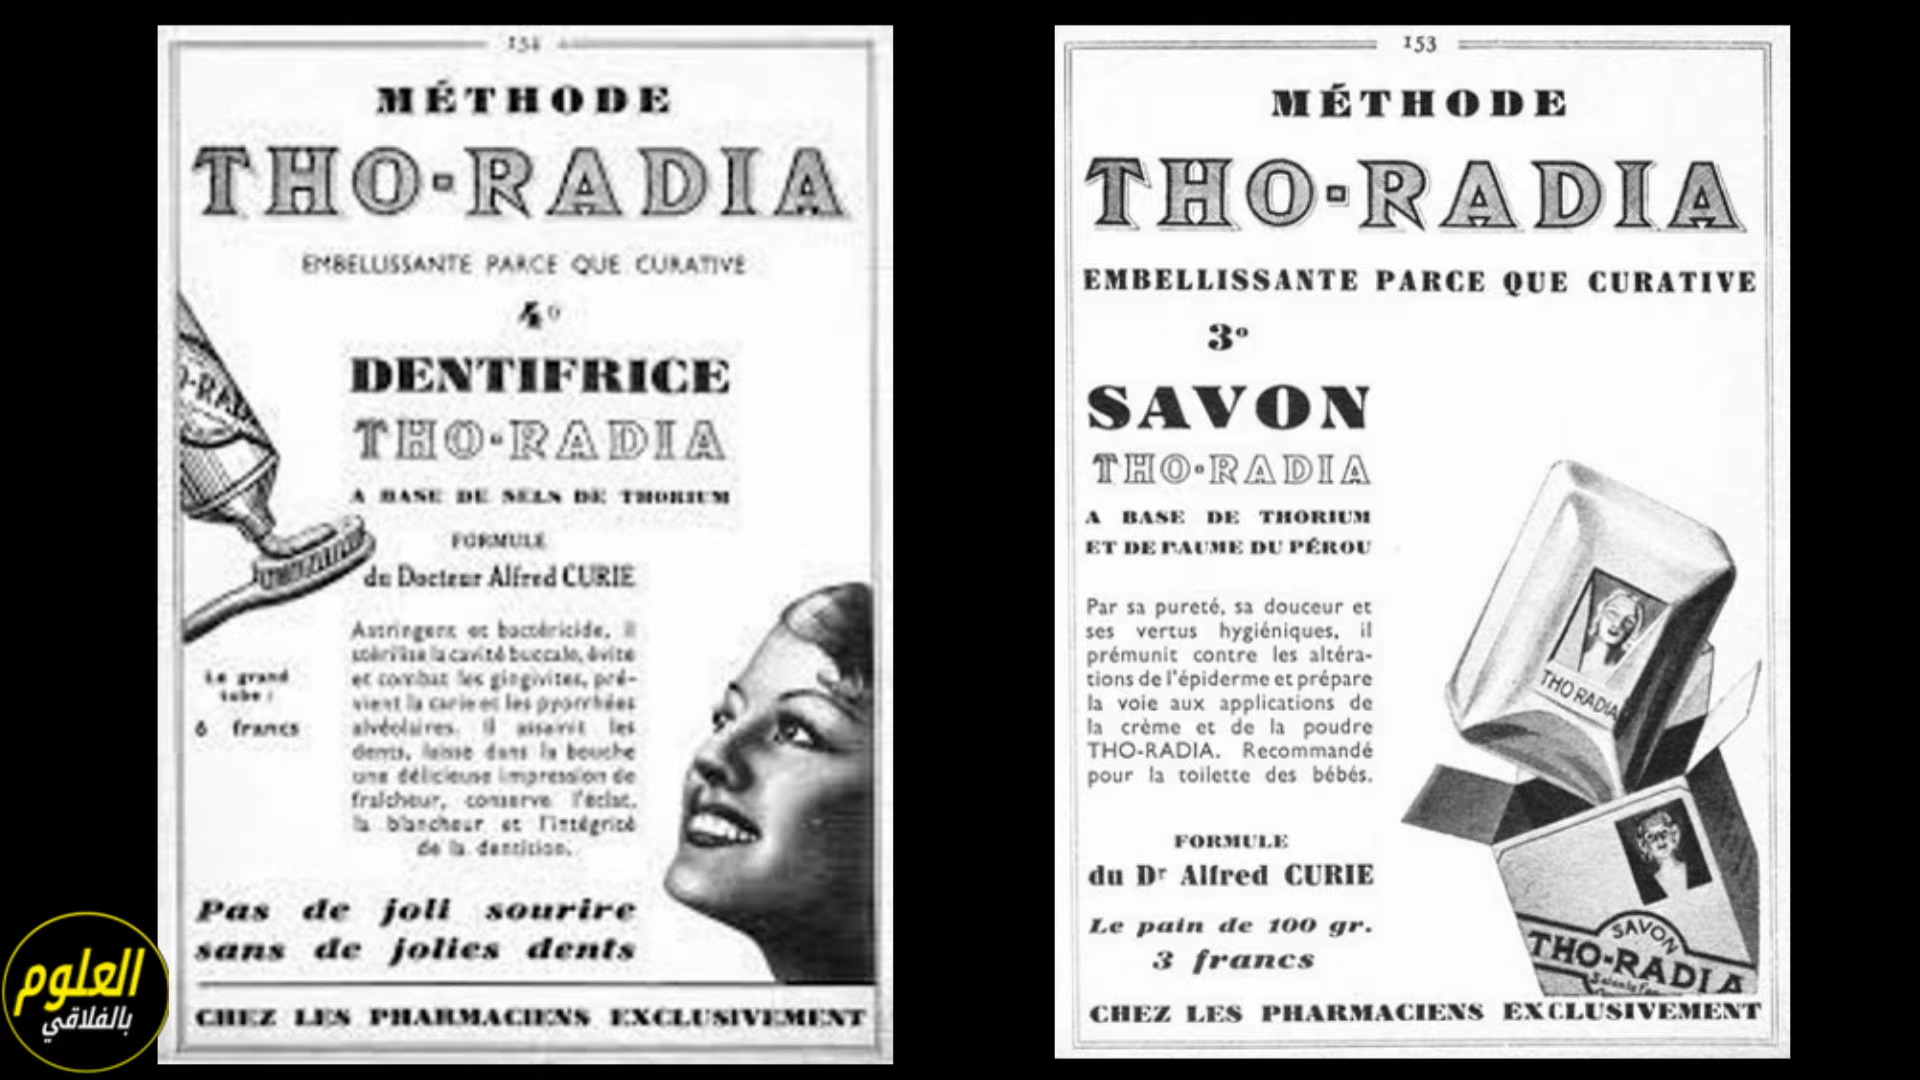 154
MÉTHODE
THO-RADIA
EMBELLISSANTE PARCE QUE CURATIVE
4°
DENTIFRICE
THO-RADIA
A BASE DE SELS DE THORIUM
FORMULE
du Docteur Alfred CURIE
Astringent et bactéricide, il
stérilise la cavité buccale, évite
et combat les gingivites, pré-
vient la carie et les pyorrhées
alvéolaires. Il assainit les
dents, laisse dans la bouche
une délicieuse impression de
fraîcheur, conserve l'éclat,
la blancheur et l'intégrité
de la dentition.
Le grand
tube :
6 francs
Pas de joli sourire
sans de jolies dents
CHEZ LES PHARMACIENS EXCLUSIVEMENT
153
MÉTHODE
THO-RADIA
EMBELLISSANTE PARCE QUE CURATIVE
3°
SAVON
THO-RADIA
A BASE DE THORIUM
ET DE BAUME DU PÉROU
Par sa pureté, sa douceur et
ses vertus hygiéniques, il
prémunit contre les altéra-
tions de l'épiderme et prépare
la voie aux applications de
la crème et de la poudre
THO-RADIA. Recommandé
pour la toilette des bébés.
FORMULE
du Dr Alfred CURIE
Le pain de 100 gr.
3 francs
THO RADIA
SAVON
THO-RADIA
CHEZ LES PHARMACIENS EXCLUSIVEMENT
العلوم
بالفلاقي